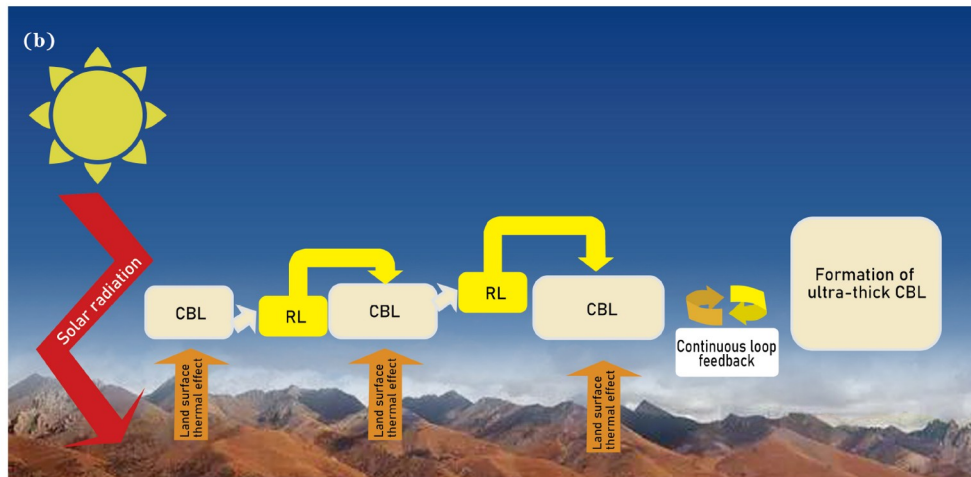 (b)
Solar radiation
CBL
RL
CBL
RL
CBL
Land surface
thermal effect
Land surface
thermal effect
Land surface
thermal effect
Continuous loop
feedback
Formation of
ultra-thick CBL